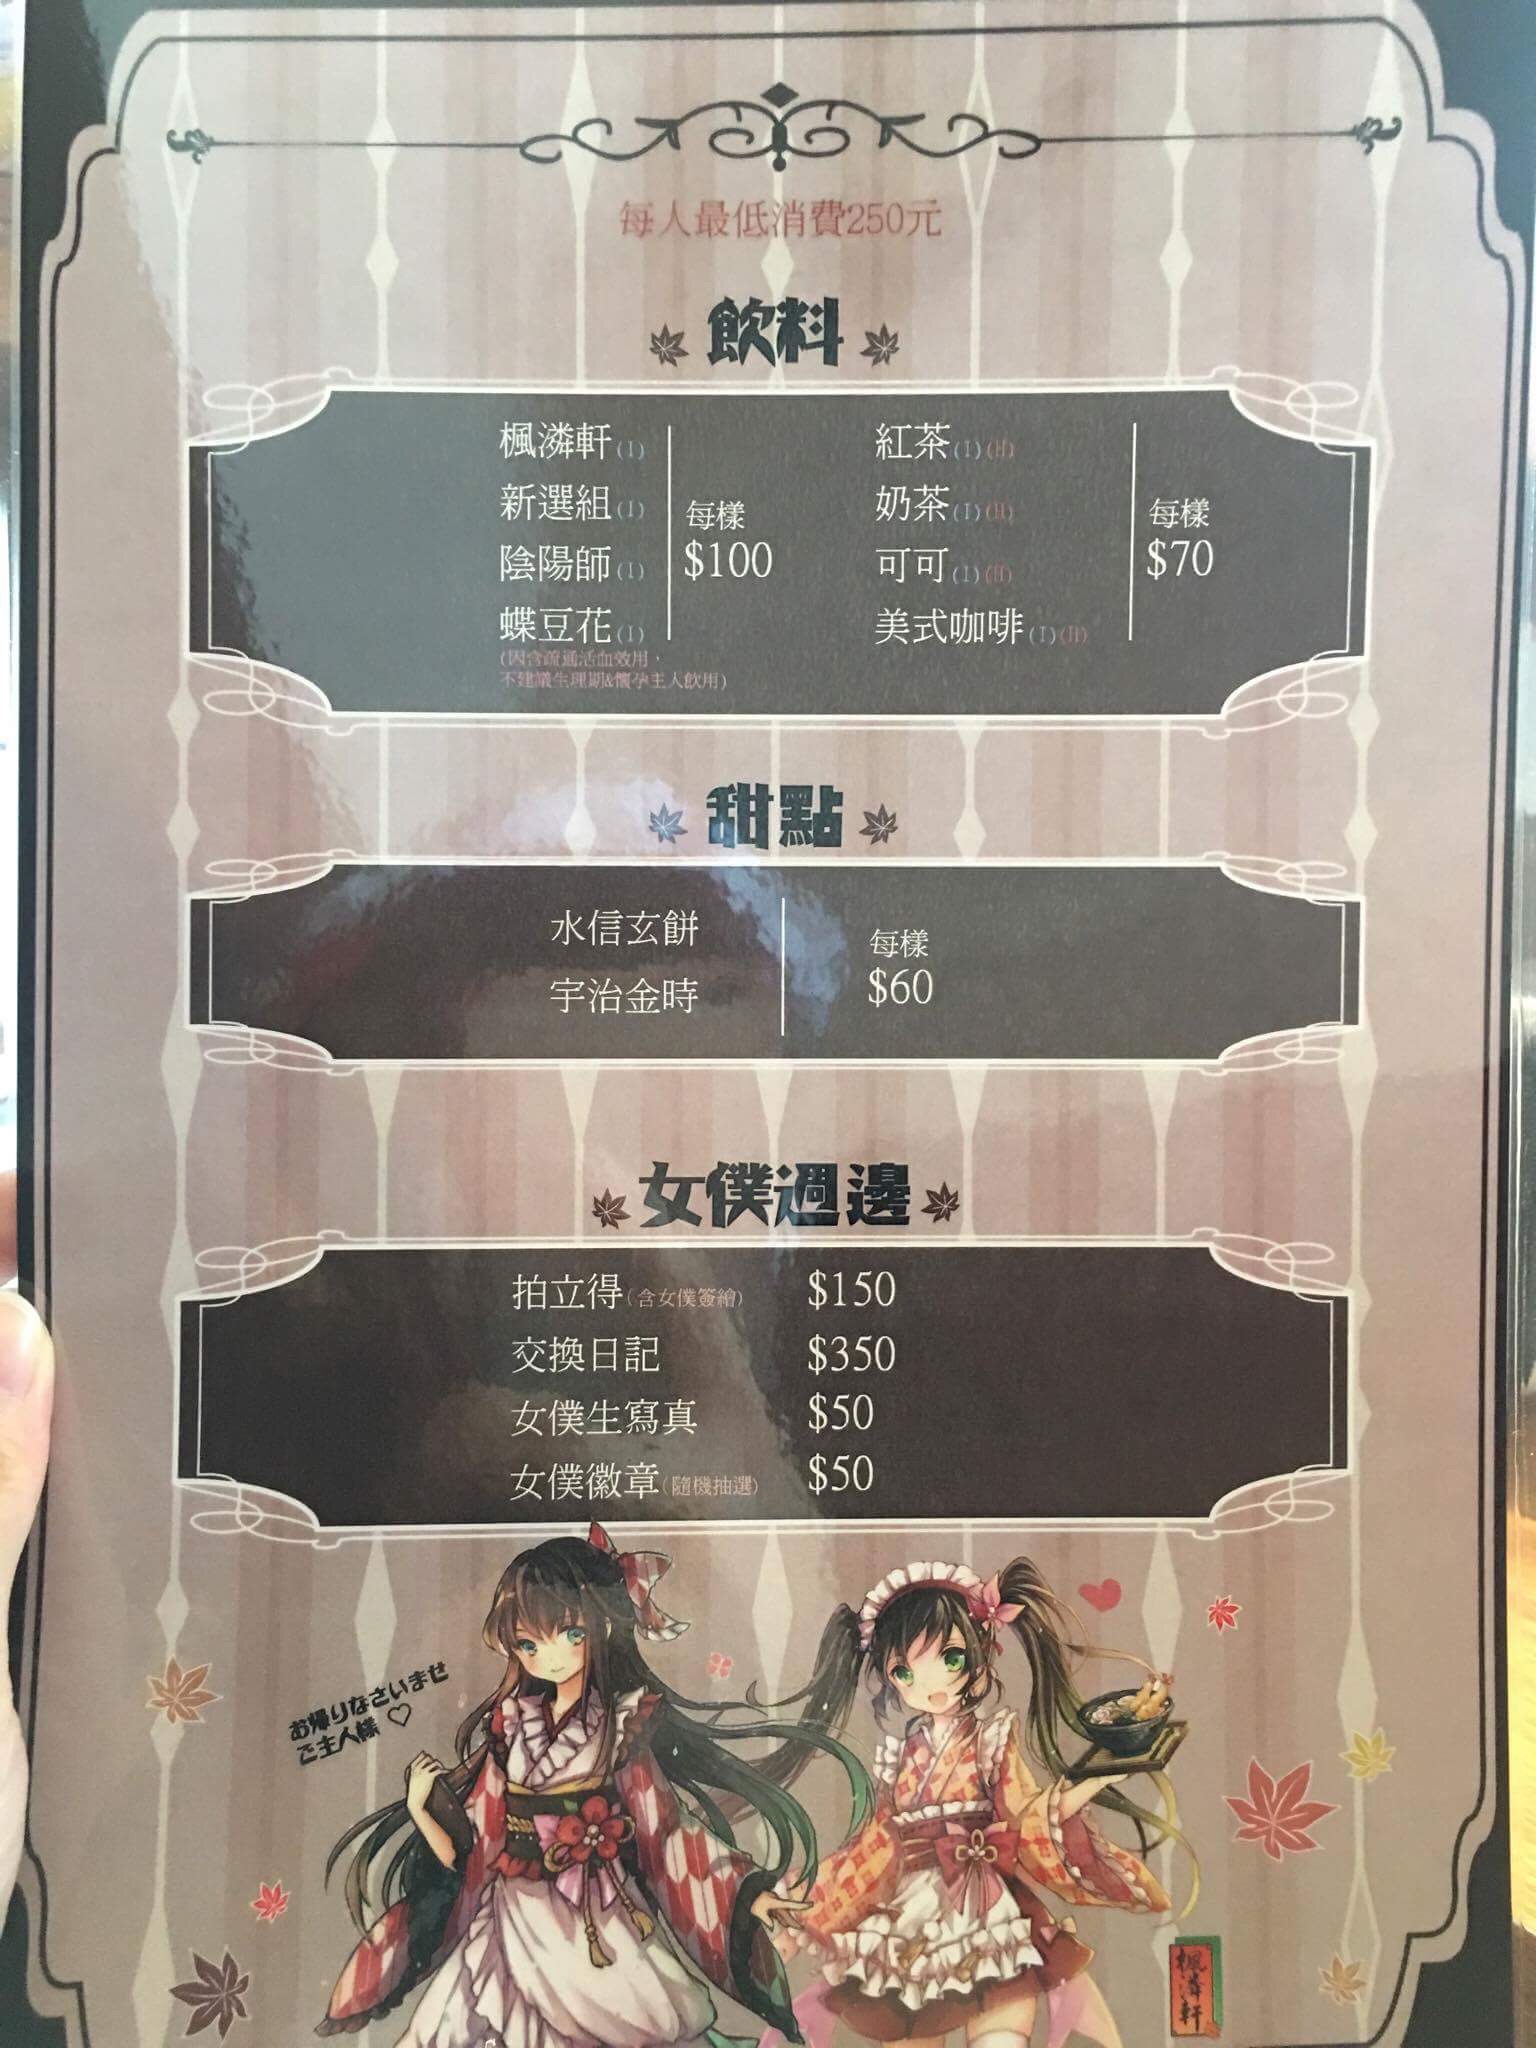 每人最低消費250元
飲料
楓潾軒(I)
新選組(I)
陰陽師(I)
蝶豆花(I)
(因含疏通活血效用，
不建議生理期&懷孕主人飲用)
每樣
$100
紅茶(I)(H)
奶茶(I)(H)
可可(I)(H)
美式咖啡(I)(H)
每樣
$70
甜點
水信玄餅
宇治金時
每樣
$60
女僕週邊
拍立得(含女僕簽繪) $150
交換日記 $350
女僕生寫真 $50
女僕徽章(隨機抽選) $50
お帰りなさいませ
ご主人様♡
楓潾軒